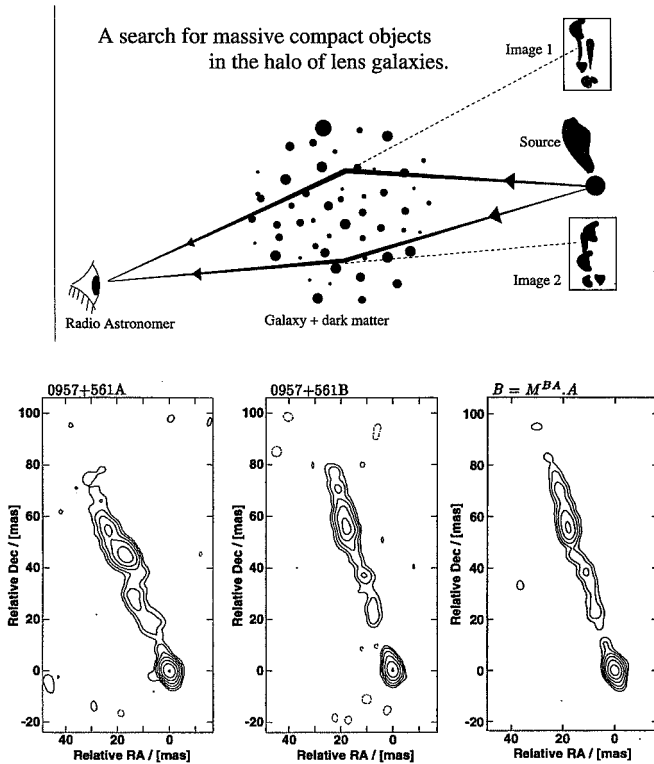 A search for massive compact objects
in the halo of lens galaxies.
Image 1
Source
Image 2
Radio Astronomer
Galaxy + dark matter
0957+561A
100
80
60
40
20
0
-20
Relative Dec / [mas]
40
20
0
Relative RA / [mas]
0957+561B
100
80
60
40
20
0
-20
Relative Dec / [mas]
40
20
0
Relative RA / [mas]
B = M^{BA}.A
100
80
60
40
20
0
-20
Relative Dec / [mas]
40
20
0
Relative RA / [mas]